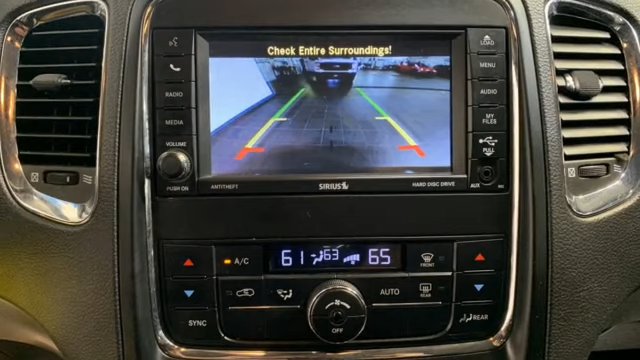 Check Entire Surroundings!
LOAD
MENU
RADIO
AUDIO
MEDIA
MY FILES
VOLUME
PULL
PUSH ON
ANTITHEFT
SIRIUS
HARD DISC DRIVE
AUX
A/C
61
63
65
FRONT
AUTO
REAR
SYNC
OFF
REAR